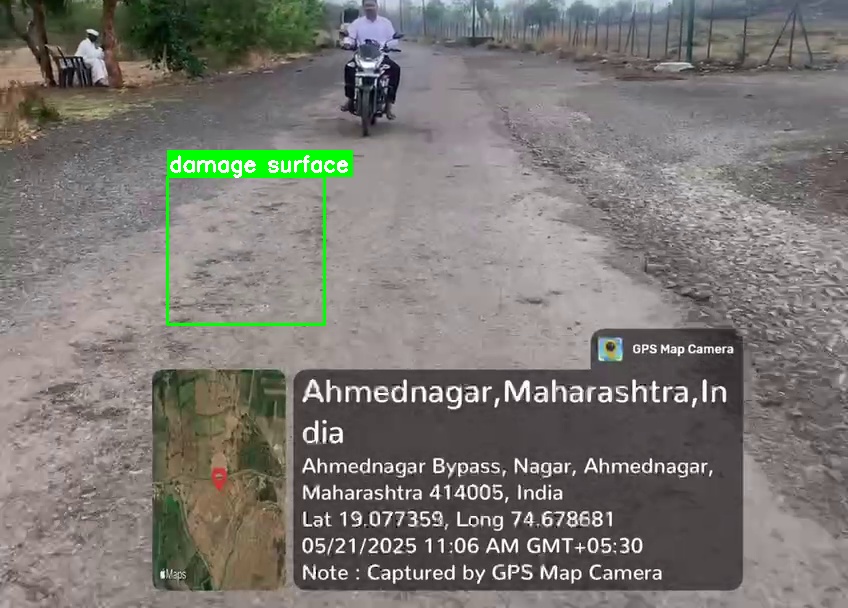 damage surface
GPS Map Camera
Ahmednagar,Maharashtra,In
dia
Ahmednagar Bypass, Nagar, Ahmednagar,
Maharashtra 414005, India
Lat 19.077359, Long 74.678681
05/21/2025 11:06 AM GMT+05:30
Note : Captured by GPS Map Camera
Maps